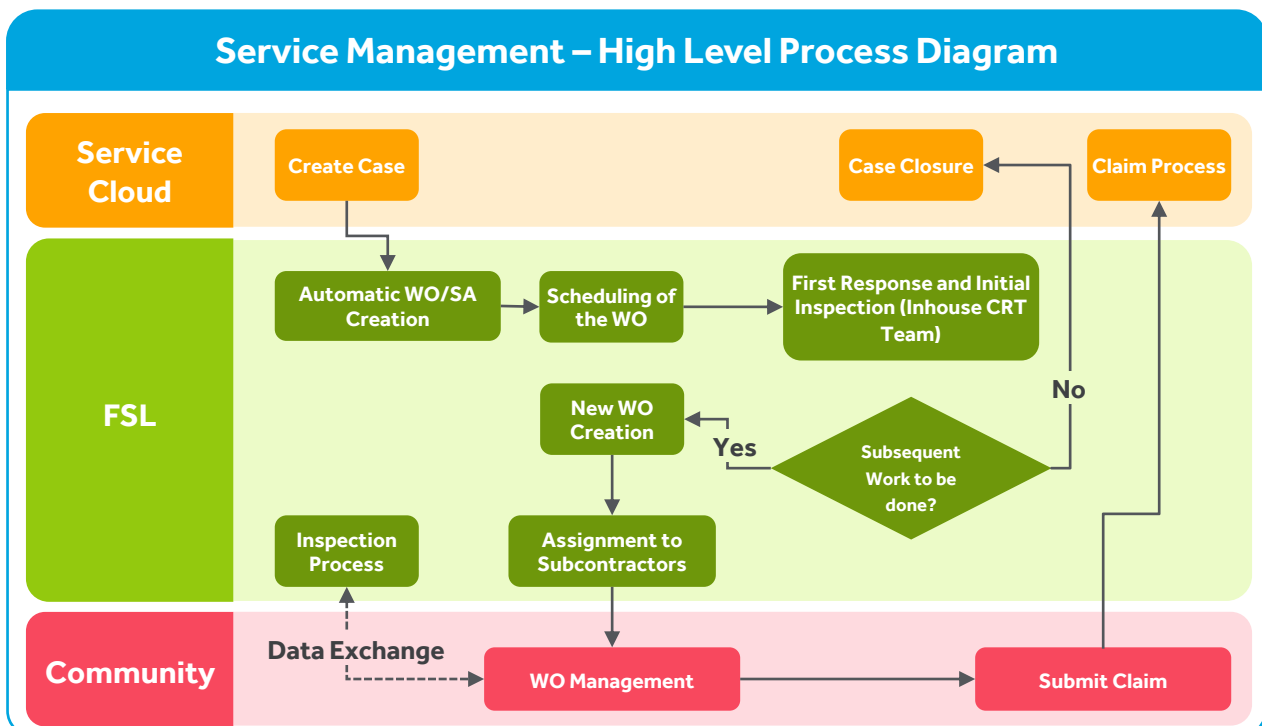 Service Management – High Level Process Diagram
Service
Cloud
Create Case
Case Closure
Claim Process
FSL
Automatic WO/SA
Creation
Scheduling of
the WO
First Response and Initial
Inspection (Inhouse CRT
Team)
New WO
Creation
Yes
Subsequent
Work to be
done?
No
Inspection
Process
Assignment to
Subcontractors
Community
Data Exchange
WO Management
Submit Claim